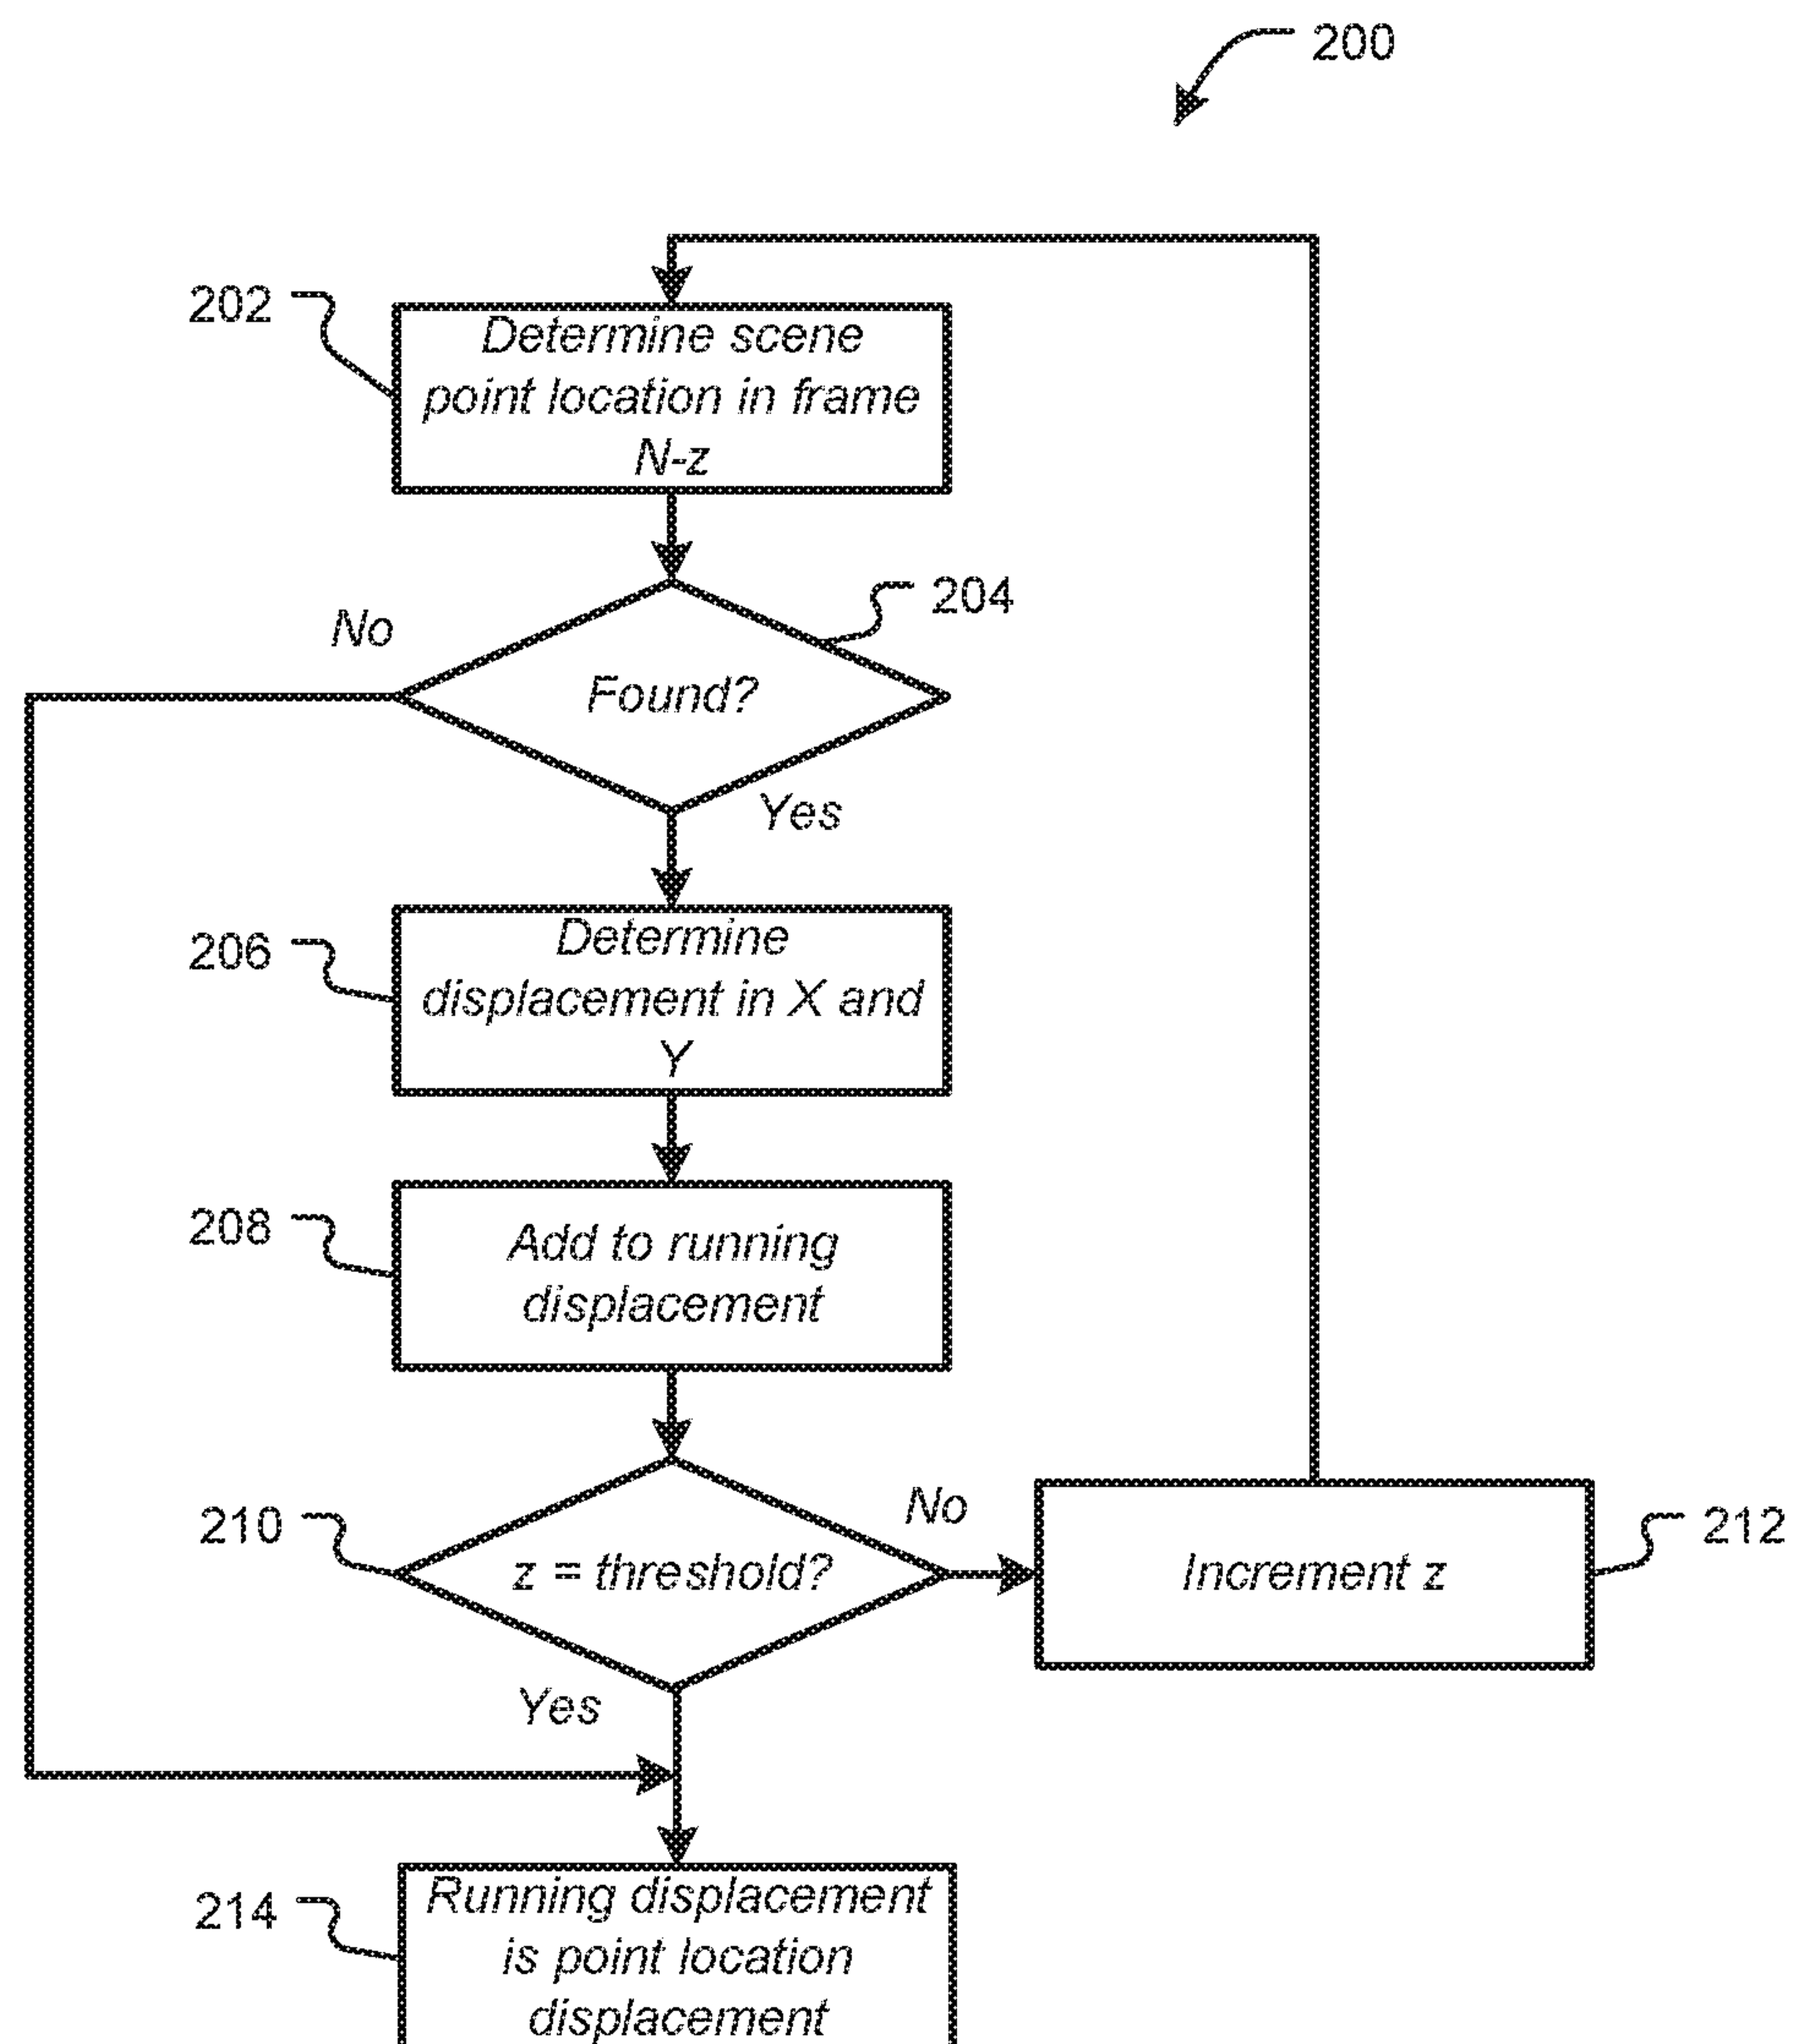 200
202
Determine scene
point location in frame
N-z
204
No
Found?
Yes
206
Determine
displacement in X and
Y
208
Add to running
displacement
210
No
z = threshold?
Increment z
212
Yes
214
Running displacement
is point location
displacement